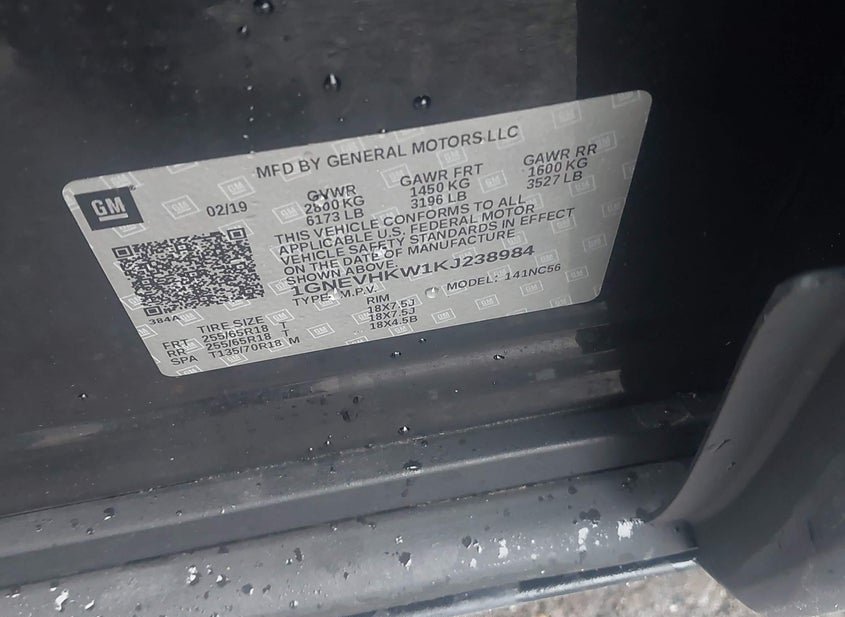 MFD BY GENERAL MOTORS LLC
GM
02/19
GVWR
2800 KG
6173 LB
GAWR FRT
1450 KG
3196 LB
GAWR RR
1600 KG
3527 LB
THIS VEHICLE CONFORMS TO ALL
APPLICABLE U.S. FEDERAL MOTOR
VEHICLE SAFETY STANDARDS IN EFFECT
ON THE DATE OF MANUFACTURE
SHOWN ABOVE.
1GNEVHKW1KJ238984
TYPE: M.P.V.
MODEL: 141NC56
384A
TIRE SIZE RIM
FRT 255/65R18 T 18X7.5J
RR 255/65R18 T 18X7.5J
SPA T135/70R18 M 18X4.5B